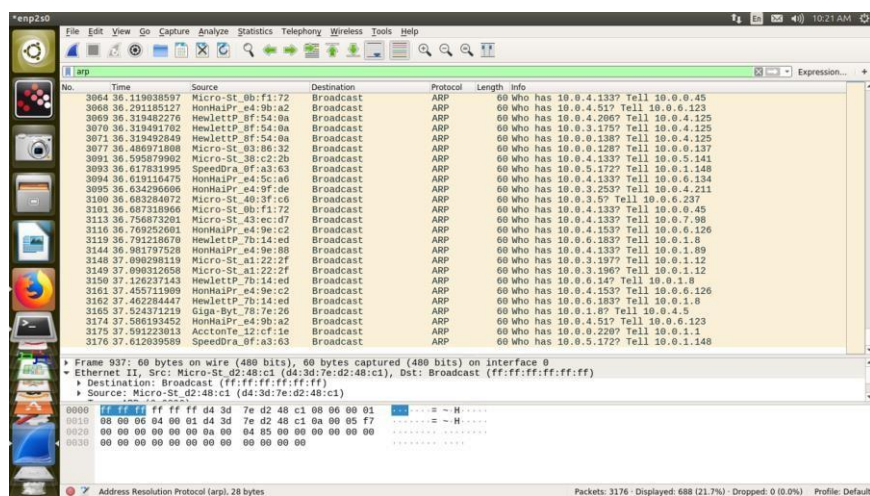 *enp2s0
En 10:21 AM
File Edit View Go Capture Analyze Statistics Telephony Wireless Tools Help
arp
Expression... +
No. Time Source Destination Protocol Length Info
3064 36.119038597 Micro-St_0b:f1:72 Broadcast ARP 60 Who has 10.0.4.133? Tell 10.0.0.45
3068 36.291185127 HonHaiPr_e4:9b:a2 Broadcast ARP 60 Who has 10.0.4.51? Tell 10.0.6.123
3069 36.319482276 HewlettP_8f:54:0a Broadcast ARP 60 Who has 10.0.4.206? Tell 10.0.4.125
3070 36.319491702 HewlettP_8f:54:0a Broadcast ARP 60 Who has 10.0.3.175? Tell 10.0.4.125
3071 36.319492849 HewlettP_8f:54:0a Broadcast ARP 60 Who has 10.0.0.138? Tell 10.0.4.125
3077 36.486971808 Micro-St_03:86:32 Broadcast ARP 60 Who has 10.0.0.128? Tell 10.0.0.137
3091 36.595879902 Micro-St_38:c2:2b Broadcast ARP 60 Who has 10.0.4.133? Tell 10.0.5.141
3093 36.617831995 SpeedDra_0f:a3:63 Broadcast ARP 60 Who has 10.0.5.172? Tell 10.0.1.148
3094 36.619116475 HonHaiPr_e4:5c:a6 Broadcast ARP 60 Who has 10.0.4.133? Tell 10.0.6.134
3095 36.634296606 HonHaiPr_e4:9f:de Broadcast ARP 60 Who has 10.0.3.253? Tell 10.0.4.211
3100 36.683284072 Micro-St_40:3f:c6 Broadcast ARP 60 Who has 10.0.3.5? Tell 10.0.6.237
3101 36.687318966 Micro-St_0b:f1:72 Broadcast ARP 60 Who has 10.0.4.133? Tell 10.0.0.45
3113 36.756873201 Micro-St_43:ec:d7 Broadcast ARP 60 Who has 10.0.4.133? Tell 10.0.7.98
3116 36.769252601 HonHaiPr_e4:9e:c2 Broadcast ARP 60 Who has 10.0.4.153? Tell 10.0.6.126
3119 36.791218670 HewlettP_7b:14:ed Broadcast ARP 60 Who has 10.0.6.183? Tell 10.0.1.8
3144 36.981797528 HonHaiPr_e4:9e:88 Broadcast ARP 60 Who has 10.0.4.133? Tell 10.0.1.89
3148 37.090298119 Micro-St_a1:22:2f Broadcast ARP 60 Who has 10.0.3.197? Tell 10.0.1.12
3149 37.090312658 Micro-St_a1:22:2f Broadcast ARP 60 Who has 10.0.3.196? Tell 10.0.1.12
3150 37.126237143 HewlettP_7b:14:ed Broadcast ARP 60 Who has 10.0.6.14? Tell 10.0.1.8
3161 37.455711909 HonHaiPr_e4:9e:c2 Broadcast ARP 60 Who has 10.0.4.153? Tell 10.0.6.126
3162 37.462284447 HewlettP_7b:14:ed Broadcast ARP 60 Who has 10.0.6.183? Tell 10.0.1.8
3165 37.524371219 Giga-Byt_78:7e:26 Broadcast ARP 60 Who has 10.0.1.8? Tell 10.0.4.5
3174 37.586193452 HonHaiPr_e4:9b:a2 Broadcast ARP 60 Who has 10.0.4.51? Tell 10.0.6.123
3175 37.591223013 AcctonTe_12:cf:1e Broadcast ARP 60 Who has 10.0.0.220? Tell 10.0.1.1
3176 37.612039589 SpeedDra_0f:a3:63 Broadcast ARP 60 Who has 10.0.5.172? Tell 10.0.1.148
Frame 937: 60 bytes on wire (480 bits), 60 bytes captured (480 bits) on interface 0
Ethernet II, Src: Micro-St_d2:48:c1 (d4:3d:7e:d2:48:c1), Dst: Broadcast (ff:ff:ff:ff:ff:ff)
Destination: Broadcast (ff:ff:ff:ff:ff:ff)
Source: Micro-St_d2:48:c1 (d4:3d:7e:d2:48:c1)
0000 ff ff ff ff ff ff d4 3d 7e d2 48 c1 08 06 00 01 ·······= ~·H·····
0010 08 00 06 04 00 01 d4 3d 7e d2 48 c1 0a 00 05 f7 ·······= ~·H·····
0020 00 00 00 00 00 00 0a 00 04 85 00 00 00 00 00 00 ········ ········
0030 00 00 00 00 00 00 00 00 00 00 00 00 ········ ····
Address Resolution Protocol (arp), 28 bytes
Packets: 3176 · Displayed: 688 (21.7%) · Dropped: 0 (0.0%) Profile: Default